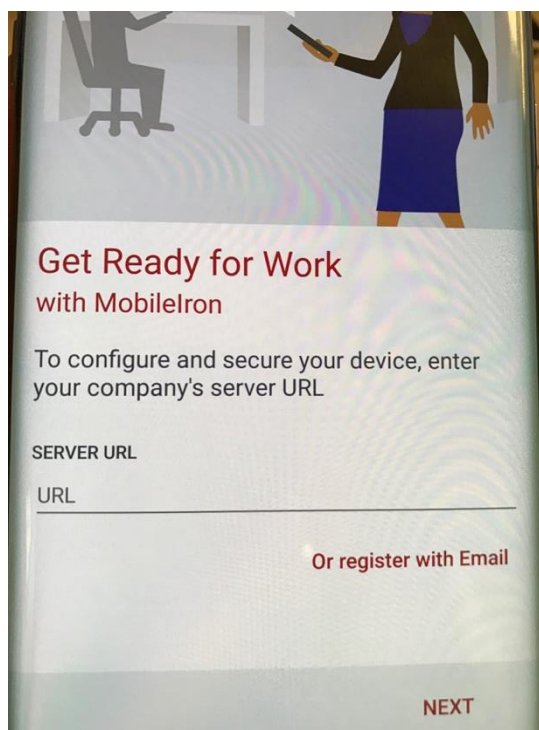 Get Ready for Work
with MobileIron
To configure and secure your device, enter
your company's server URL
SERVER URL
URL
Or register with Email
NEXT